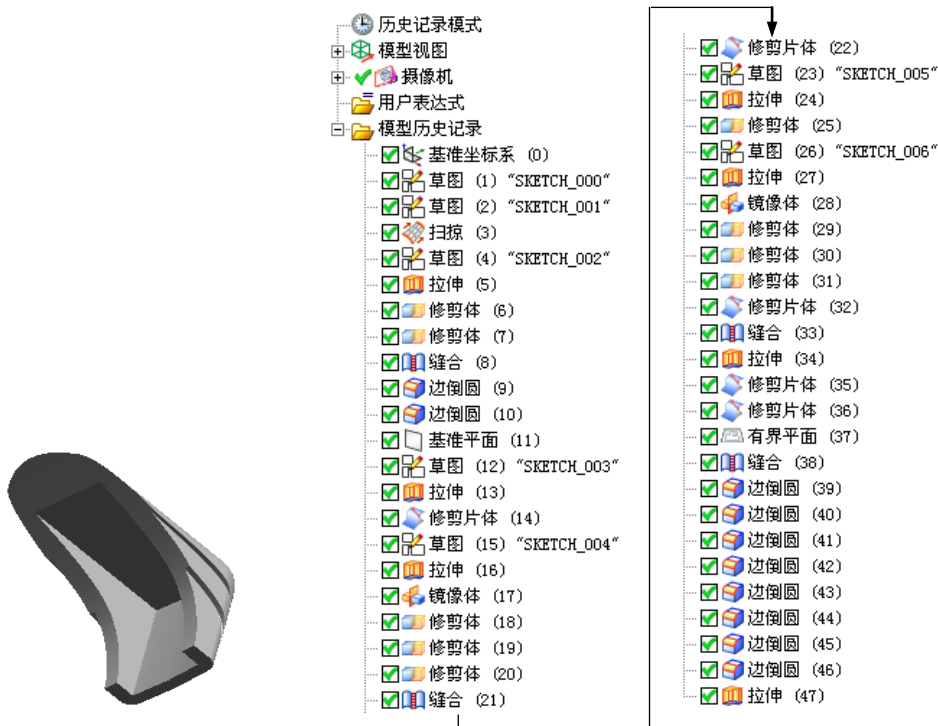 历史记录模式
模型视图
摄像机
用户表达式
模型历史记录
基准坐标系 (0)
草图 (1) "SKETCH_000"
草图 (2) "SKETCH_001"
扫掠 (3)
草图 (4) "SKETCH_002"
拉伸 (5)
修剪体 (6)
修剪体 (7)
缝合 (8)
边倒圆 (9)
边倒圆 (10)
基准平面 (11)
草图 (12) "SKETCH_003"
拉伸 (13)
修剪片体 (14)
草图 (15) "SKETCH_004"
拉伸 (16)
镜像体 (17)
修剪体 (18)
修剪体 (19)
修剪体 (20)
缝合 (21)
修剪片体 (22)
草图 (23) "SKETCH_005"
拉伸 (24)
修剪体 (25)
草图 (26) "SKETCH_006"
拉伸 (27)
镜像体 (28)
修剪体 (29)
修剪体 (30)
修剪体 (31)
修剪片体 (32)
缝合 (33)
拉伸 (34)
修剪片体 (35)
修剪片体 (36)
有界平面 (37)
缝合 (38)
边倒圆 (39)
边倒圆 (40)
边倒圆 (41)
边倒圆 (42)
边倒圆 (43)
边倒圆 (44)
边倒圆 (45)
边倒圆 (46)
拉伸 (47)